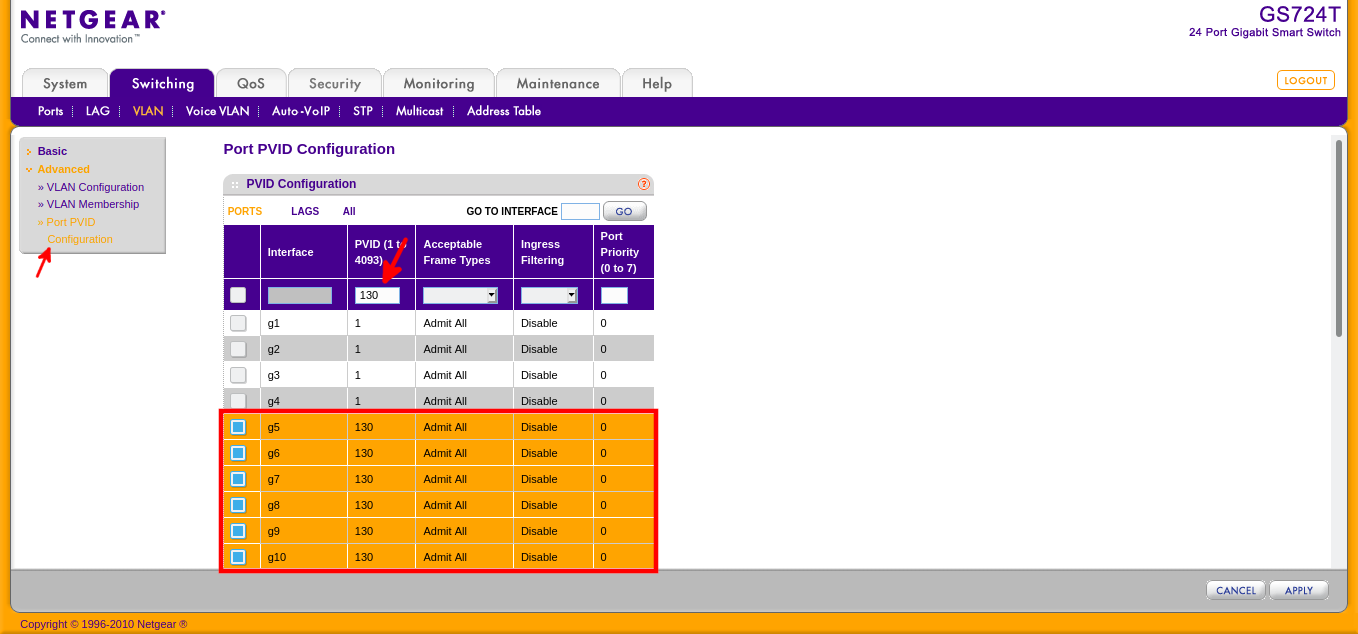 NETGEAR®
Connect with Innovation™
GS724T
24 Port Gigabit Smart Switch
System Switching QoS Security Monitoring Maintenance Help
LOGOUT
Ports LAG VLAN Voice VLAN Auto-VoIP STP Multicast Address Table
Basic
Advanced
» VLAN Configuration
» VLAN Membership
» Port PVID
Configuration
Port PVID Configuration
PVID Configuration ?
PORTS LAGS All GO TO INTERFACE GO
Interface PVID (1 to 4093) Acceptable Frame Types Ingress Filtering Port Priority (0 to 7)
130
g1 1 Admit All Disable 0
g2 1 Admit All Disable 0
g3 1 Admit All Disable 0
g4 1 Admit All Disable 0
g5 130 Admit All Disable 0
g6 130 Admit All Disable 0
g7 130 Admit All Disable 0
g8 130 Admit All Disable 0
g9 130 Admit All Disable 0
g10 130 Admit All Disable 0
CANCEL APPLY
Copyright © 1996-2010 Netgear ®